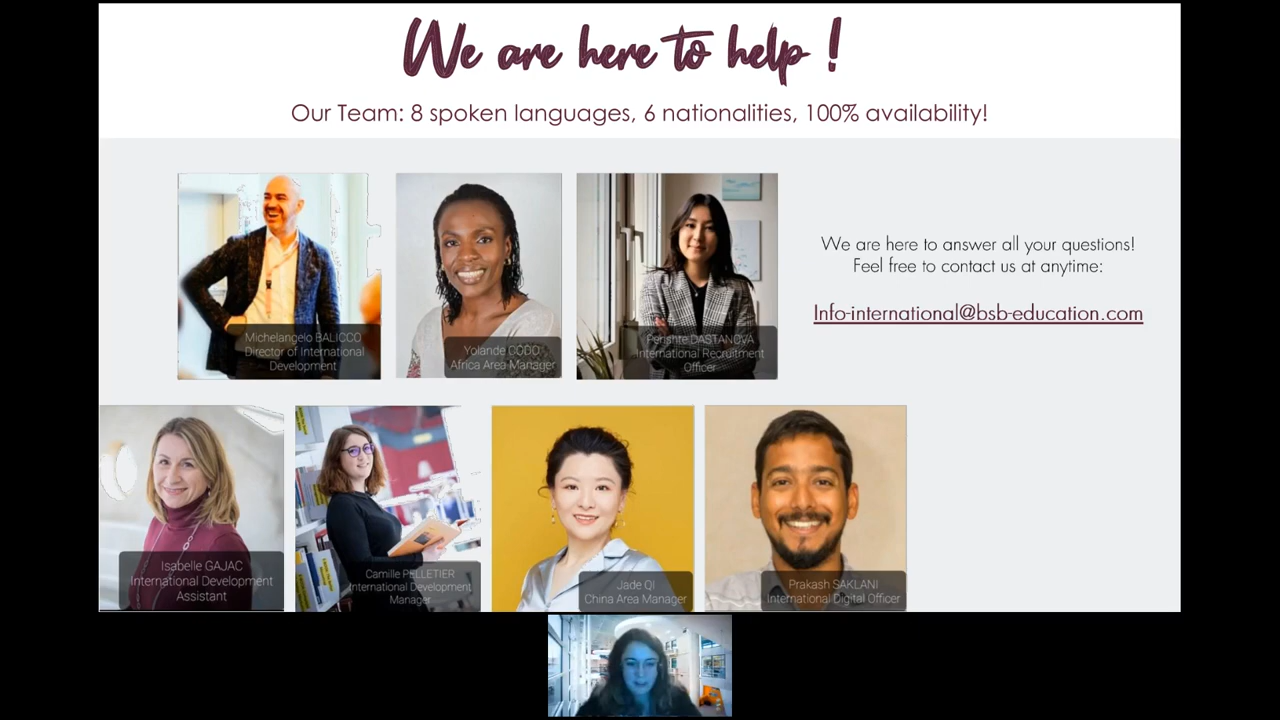 We are here to help !
Our Team: 8 spoken languages, 6 nationalities, 100% availability!
Michelangelo BALICCO
Director of International
Development
Yolande CODO
Africa Area Manager
Perishte DASTANOVA
International Recruitment
Officer
We are here to answer all your questions!
Feel free to contact us at anytime:
Info-international@bsb-education.com
Isabelle GAJAC
International Development
Assistant
Camille PELLETIER
International Development
Manager
Jade QI
China Area Manager
Prakash SAKLANI
International Digital Officer